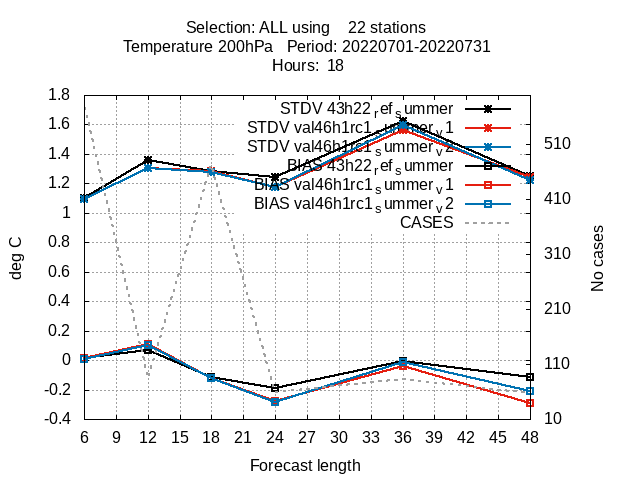 Selection: ALL using    22 stations
Temperature 200hPa   Period: 20220701-20220731
Hours:  18
STDV 43h22_ref_summer
STDV val46h1rc1_summer_v1
STDV val46h1rc1_summer_v2
BIAS 43h22_ref_summer
BIAS val46h1rc1_summer_v1
BIAS val46h1rc1_summer_v2
CASES
deg C
1.8
1.6
1.4
1.2
1
0.8
0.6
0.4
0.2
0
-0.2
-0.4
510
410
310
210
110
10
No cases
6 9 12 15 18 21 24 27 30 33 36 39 42 45 48
Forecast length